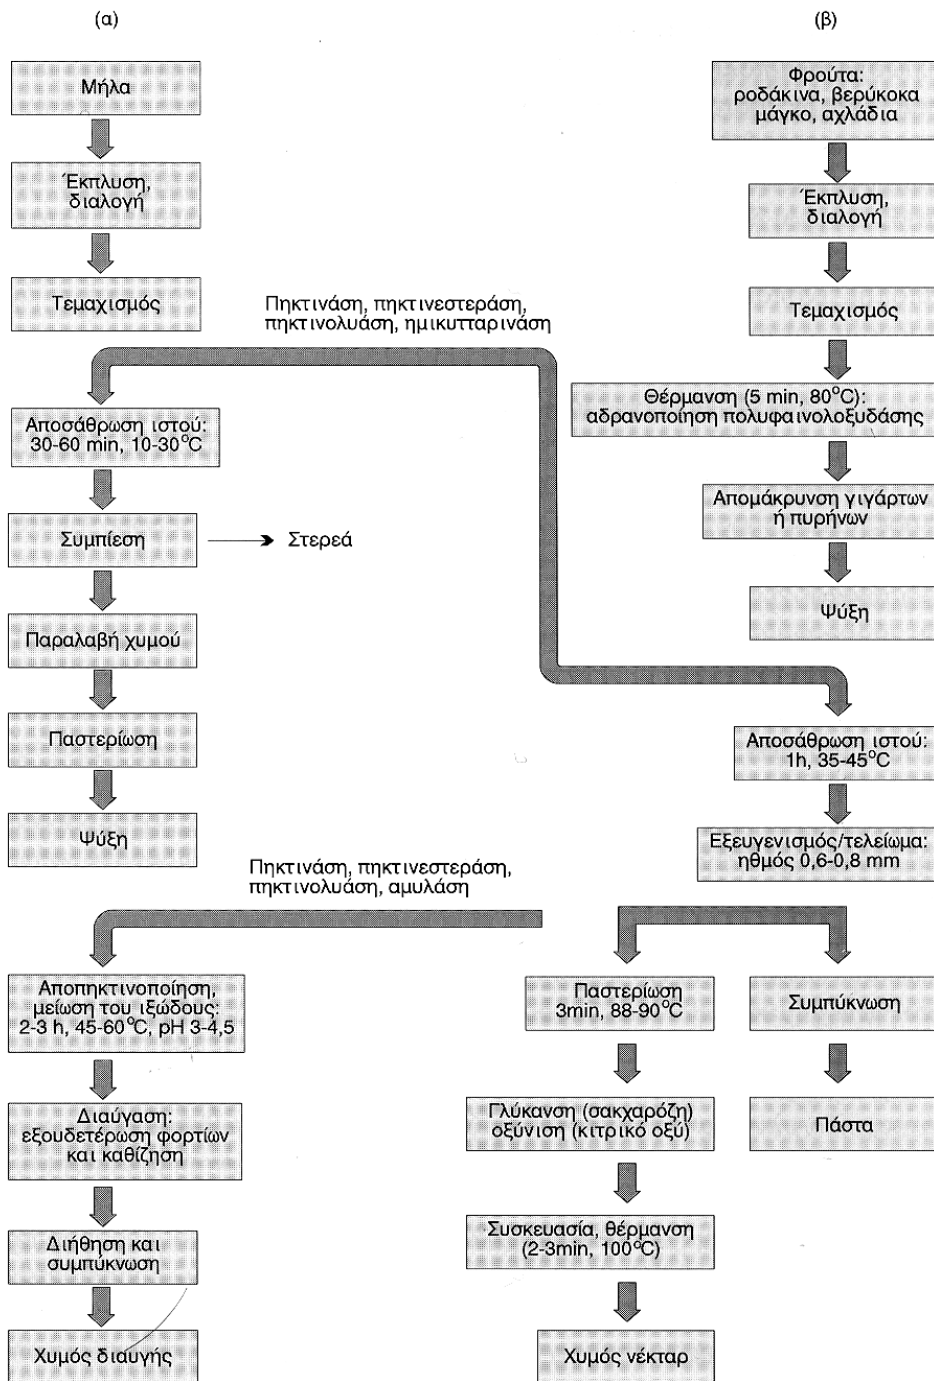 (α)
Μήλα
Έκπλυση,
διαλογή
Τεμαχισμός
Πηκτινάση, πηκτινεστεράση,
πηκτινολυάση, ημικυτταρινάση
Αποσάθρωση ιστού:
30-60 min, 10-30°C
Συμπίεση
Στερεά
Παραλαβή χυμού
Παστερίωση
Ψύξη
Πηκτινάση, πηκτινεστεράση,
πηκτινολυάση, αμυλάση
Αποπηκτινοποίηση,
μείωση του ιξώδους:
2-3 h, 45-60°C, pH 3-4,5
Διαύγαση:
εξουδετέρωση φορτίων
και καθίζηση
Διήθηση και
συμπύκνωση
Χυμός διαυγής
(β)
Φρούτα:
ροδάκινα, βερύκοκα
μάγκο, αχλάδια
Έκπλυση,
διαλογή
Τεμαχισμός
Θέρμανση (5 min, 80°C):
αδρανοποίηση πολυφαινολοξυδάσης
Απομάκρυνση γιγάρτων
ή πυρήνων
Ψύξη
Αποσάθρωση ιστού:
1h, 35-45°C
Εξευγενισμός/τελείωμα:
ηθμός 0,6-0,8 mm
Παστερίωση
3min, 88-90°C
Γλύκανση (σακχαρόζη)
οξύνιση (κιτρικό οξύ)
Συσκευασία, θέρμανση
(2-3min, 100°C)
Χυμός νέκταρ
Συμπύκνωση
Πάστα